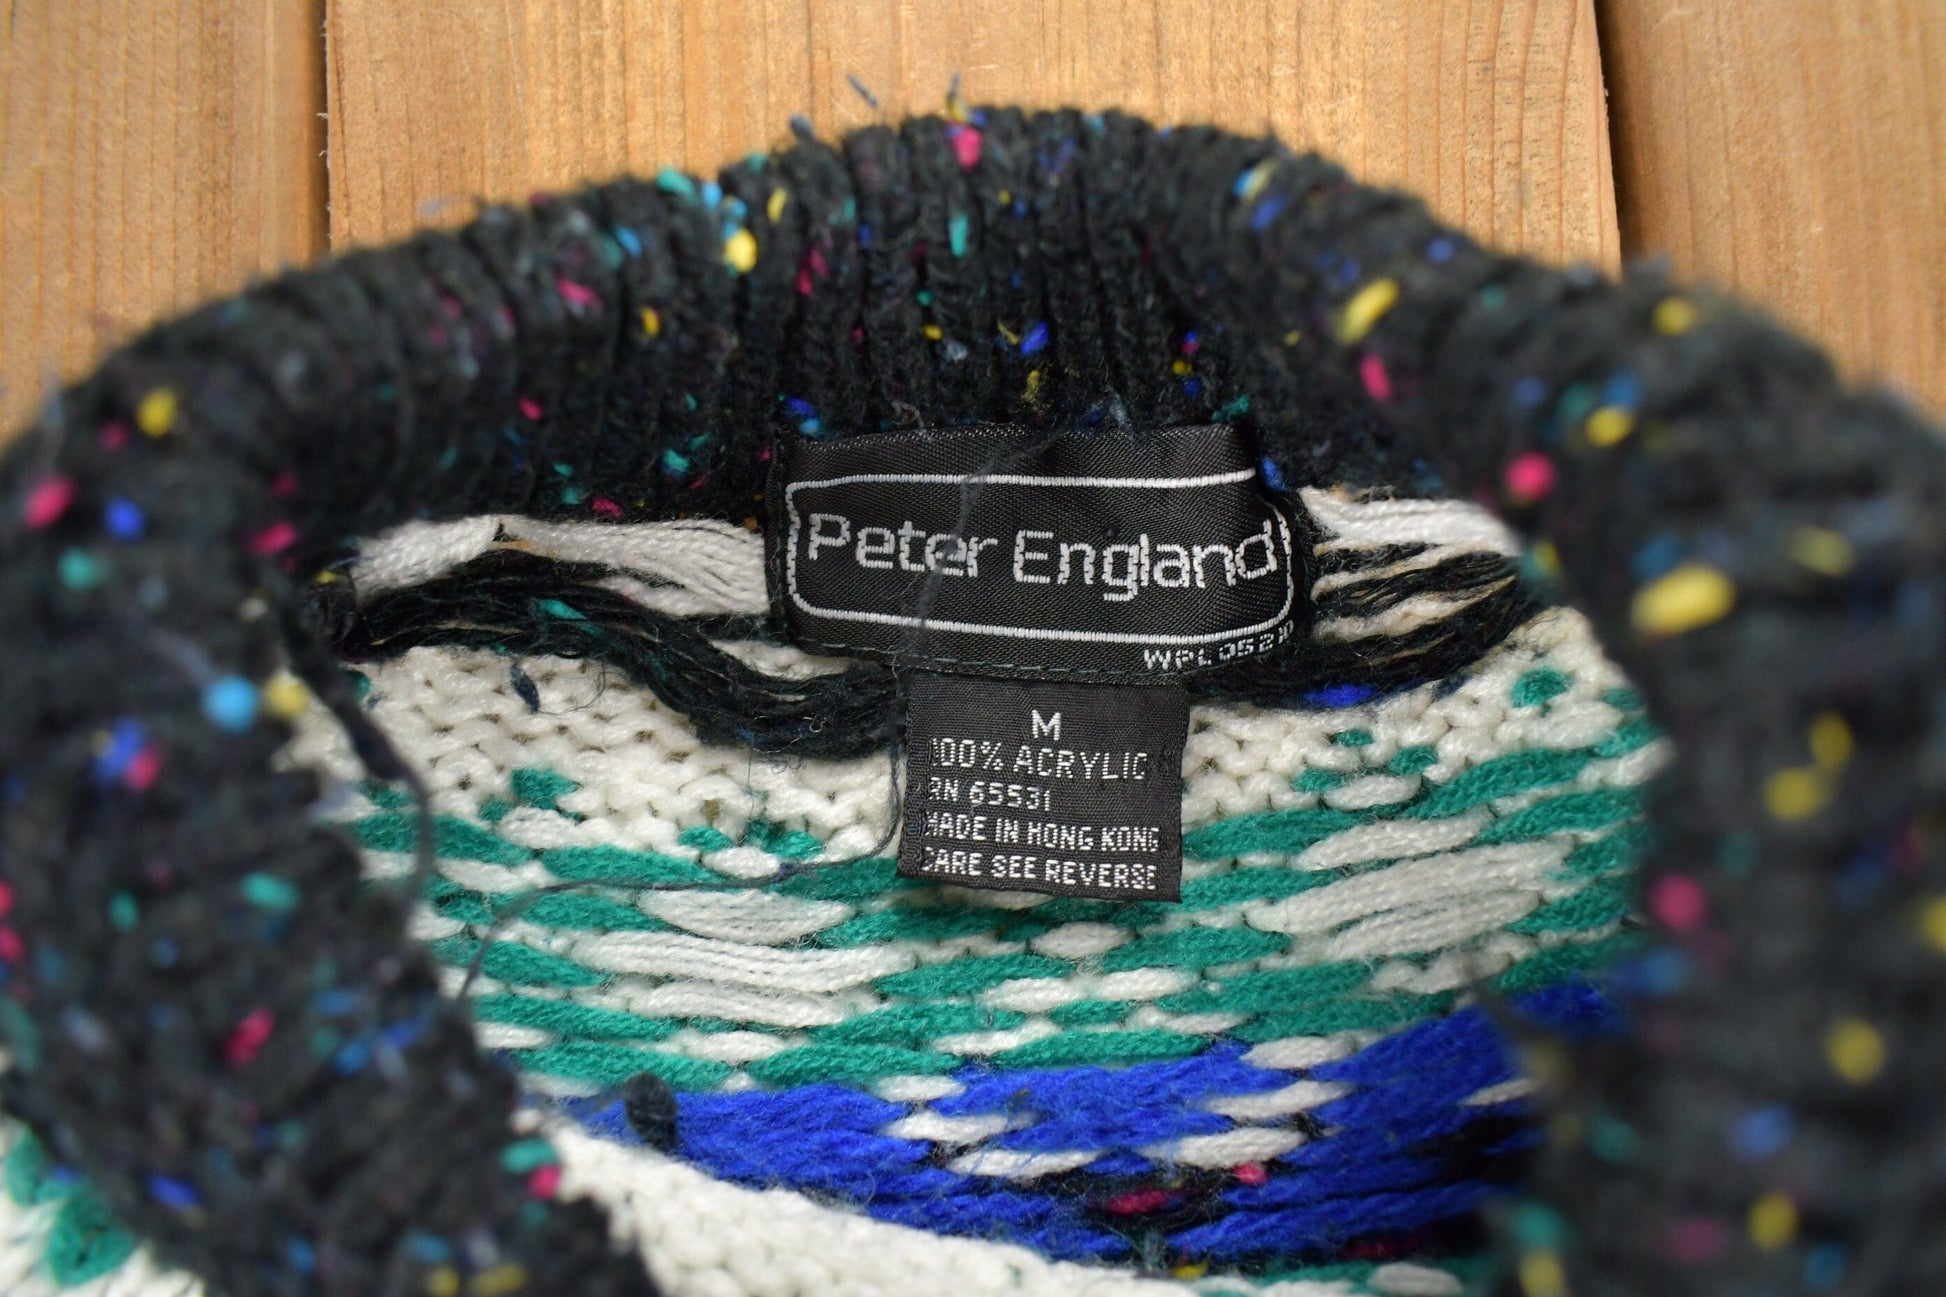 Peter England
WPL 05210
M
100% ACRYLIC
RN 65531
MADE IN HONG KONG
CARE SEE REVERSE